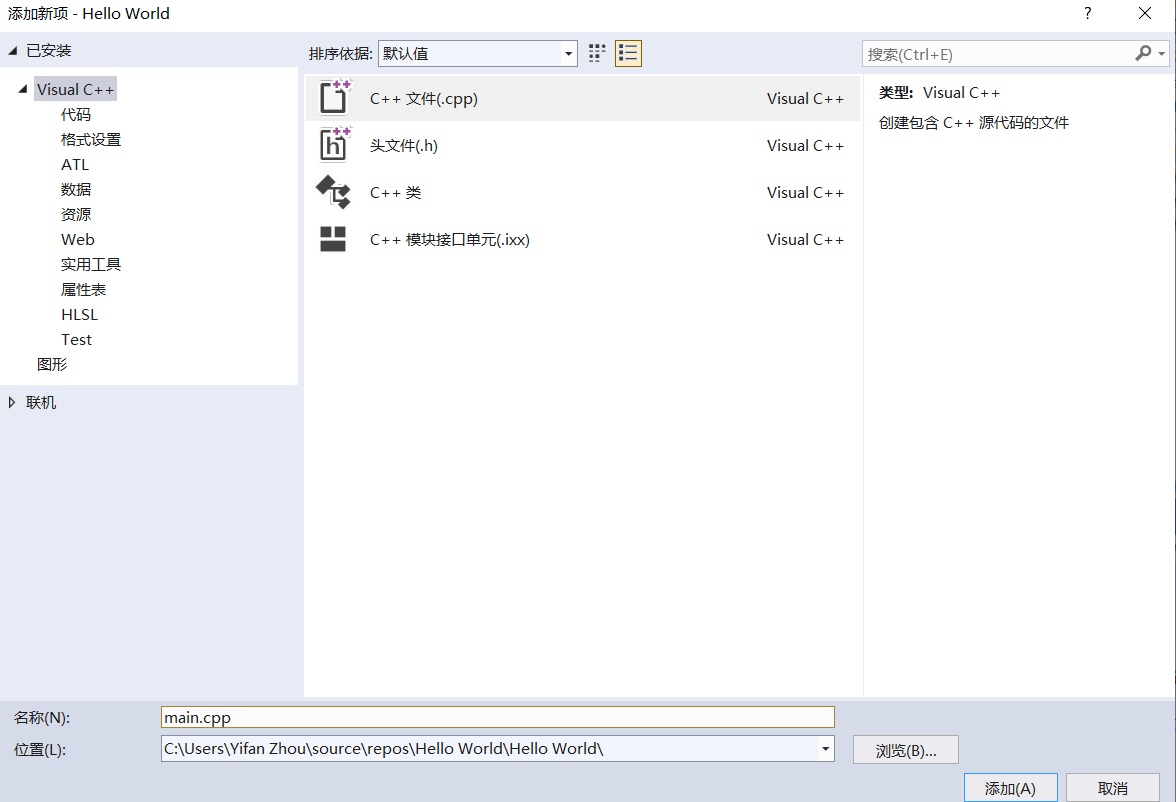 添加新项 - Hello World
?
已安装
排序依据: 默认值
搜索(Ctrl+E)
Visual C++
代码
格式设置
ATL
数据
资源
Web
实用工具
属性表
HLSL
Test
图形
联机
C++ 文件(.cpp) Visual C++
头文件(.h) Visual C++
C++ 类 Visual C++
C++ 模块接口单元(.ixx) Visual C++
类型: Visual C++
创建包含 C++ 源代码的文件
名称(N): main.cpp
位置(L): C:\Users\Yifan Zhou\source\repos\Hello World\Hello World\ 浏览(B)...
添加(A) 取消